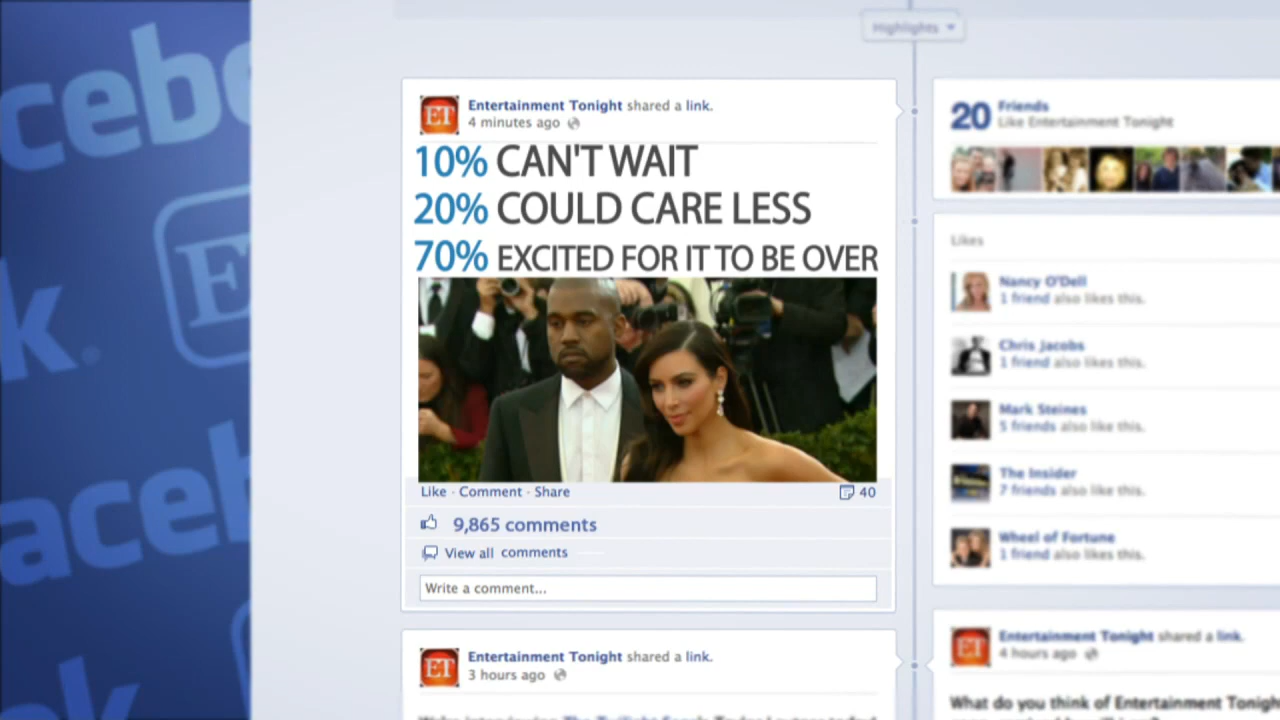 cebo
ET
k.
aceb
k
Highlights
ET
Entertainment Tonight shared a link.
4 minutes ago
10% CAN'T WAIT
20% COULD CARE LESS
70% EXCITED FOR IT TO BE OVER
Like · Comment · Share
40
9,865 comments
View all comments
Write a comment...
ET
Entertainment Tonight shared a link.
3 hours ago
20 Friends
Like Entertainment Tonight
Likes
Nancy O'Dell
1 friend also likes this.
Chris Jacobs
1 friend also likes this.
Mark Steines
5 friends also like this.
The Insider
7 friends also like this.
Wheel of Fortune
1 friend also likes this.
ET
Entertainment Tonight shared a link.
4 hours ago
What do you think of Entertainment Tonigh